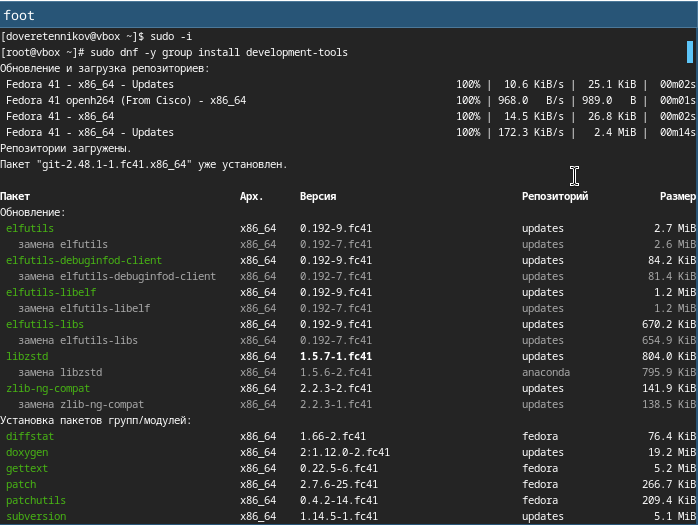 foot
[doveretennikov@vbox ~]$ sudo -i
[root@vbox ~]# sudo dnf -y group install development-tools
Обновление и загрузка репозиториев:
Fedora 41 - x86_64 - Updates 100% | 10.6 KiB/s | 25.1 KiB | 00m02s
Fedora 41 openh264 (From Cisco) - x86_64 100% | 968.0 B/s | 989.0 B | 00m01s
Fedora 41 - x86_64 100% | 14.5 KiB/s | 26.8 KiB | 00m02s
Fedora 41 - x86_64 - Updates 100% | 172.3 KiB/s | 2.4 MiB | 00m14s
Репозитории загружены.
Пакет "git-2.48.1-1.fc41.x86_64" уже установлен.
Пакет Арх. Версия Репозиторий Размер
Обновление:
elfutils x86_64 0.192-9.fc41 updates 2.7 MiB
замена elfutils x86_64 0.192-7.fc41 updates 2.6 MiB
elfutils-debuginfod-client x86_64 0.192-9.fc41 updates 84.2 KiB
замена elfutils-debuginfod-client x86_64 0.192-7.fc41 updates 81.4 KiB
elfutils-libelf x86_64 0.192-9.fc41 updates 1.2 MiB
замена elfutils-libelf x86_64 0.192-7.fc41 updates 1.2 MiB
elfutils-libs x86_64 0.192-9.fc41 updates 670.2 KiB
замена elfutils-libs x86_64 0.192-7.fc41 updates 654.9 KiB
libzstd x86_64 1.5.7-1.fc41 updates 804.0 KiB
замена libzstd x86_64 1.5.6-2.fc41 anaconda 795.9 KiB
zlib-ng-compat x86_64 2.2.3-2.fc41 updates 141.9 KiB
замена zlib-ng-compat x86_64 2.2.3-1.fc41 updates 138.5 KiB
Установка пакетов групп/модулей:
diffstat x86_64 1.66-2.fc41 fedora 76.4 KiB
doxygen x86_64 2:1.12.0-2.fc41 updates 19.2 MiB
gettext x86_64 0.22.5-6.fc41 fedora 5.2 MiB
patch x86_64 2.7.6-25.fc41 fedora 266.7 KiB
patchutils x86_64 0.4.2-14.fc41 fedora 209.4 KiB
subversion x86_64 1.14.5-1.fc41 updates 5.1 MiB